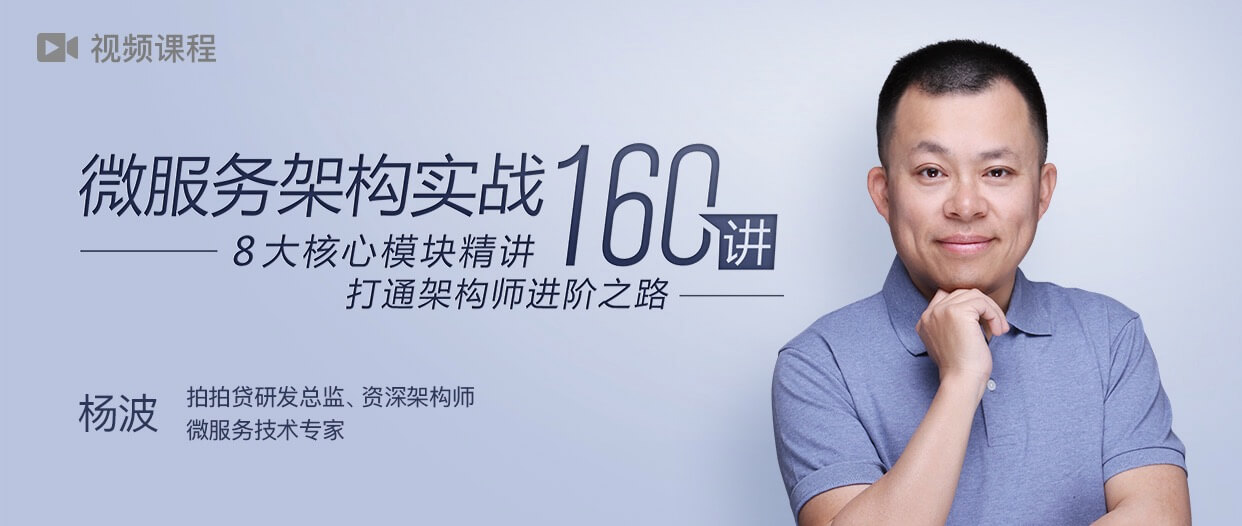 视频课程
微服务架构实战160讲
8大核心模块精讲
打通架构师进阶之路
杨波
拍拍贷研发总监、资深架构师
微服务技术专家